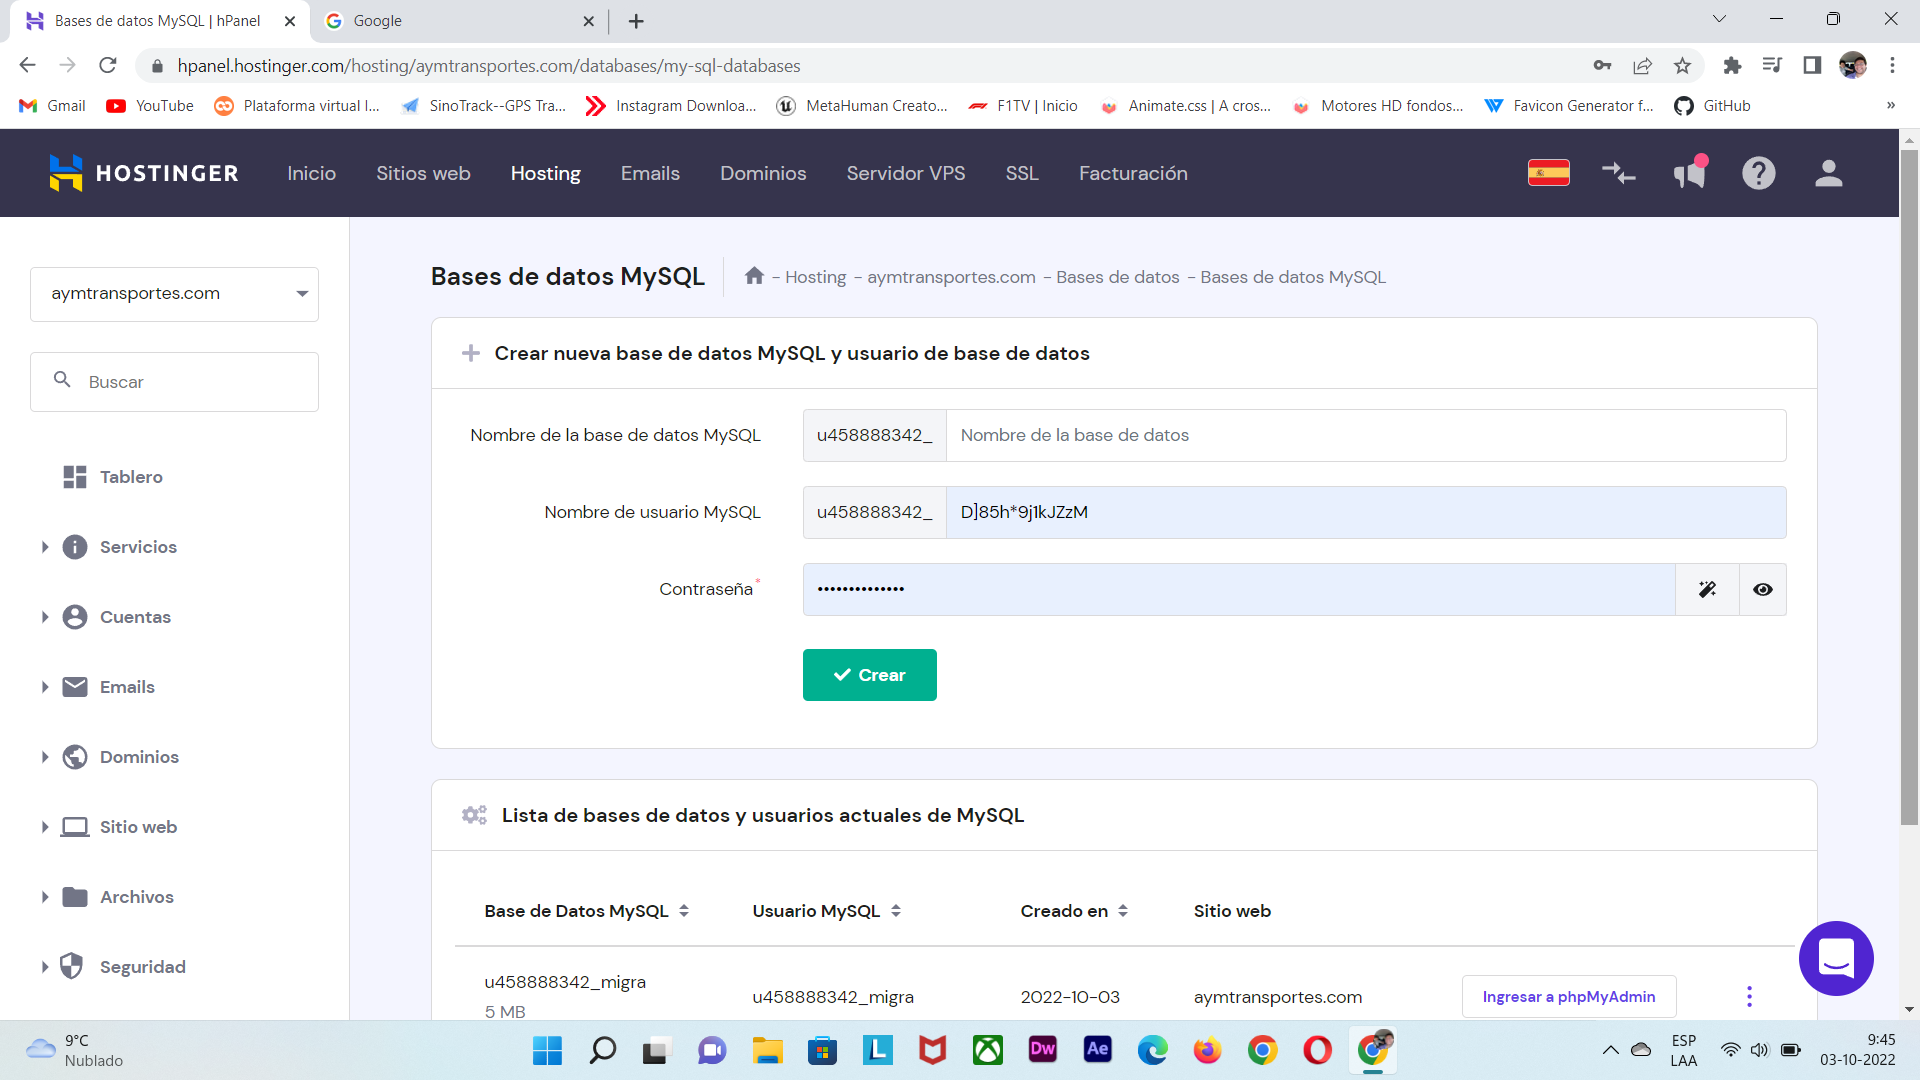 Bases de datos MySQL | hPanel
Google
hpanel.hostinger.com/hosting/aymtransportes.com/databases/my-sql-databases
Gmail
YouTube
Plataforma virtual I...
SinoTrack--GPS Tra...
Instagram Downloa...
MetaHuman Creato...
F1TV | Inicio
Animate.css | A cros...
Motores HD fondos...
Favicon Generator f...
GitHub
»
HOSTINGER
Inicio
Sitios web
Hosting
Emails
Dominios
Servidor VPS
SSL
Facturación
aymtransportes.com
Buscar
Tablero
Servicios
Cuentas
Emails
Dominios
Sitio web
Archivos
Seguridad
Bases de datos MySQL
- Hosting - aymtransportes.com - Bases de datos - Bases de datos MySQL
Crear nueva base de datos MySQL y usuario de base de datos
Nombre de la base de datos MySQL
u458888342_
Nombre de la base de datos
Nombre de usuario MySQL
u458888342_
D]85h*9j1kJZzM
Contraseña*
••••••••••••••
Crear
Lista de bases de datos y usuarios actuales de MySQL
Base de Datos MySQL
Usuario MySQL
Creado en
Sitio web
u458888342_migra
5 MB
u458888342_migra
2022-10-03
aymtransportes.com
Ingresar a phpMyAdmin
9°C
Nublado
L
Dw
Ae
ESP
LAA
9:45
03-10-2022